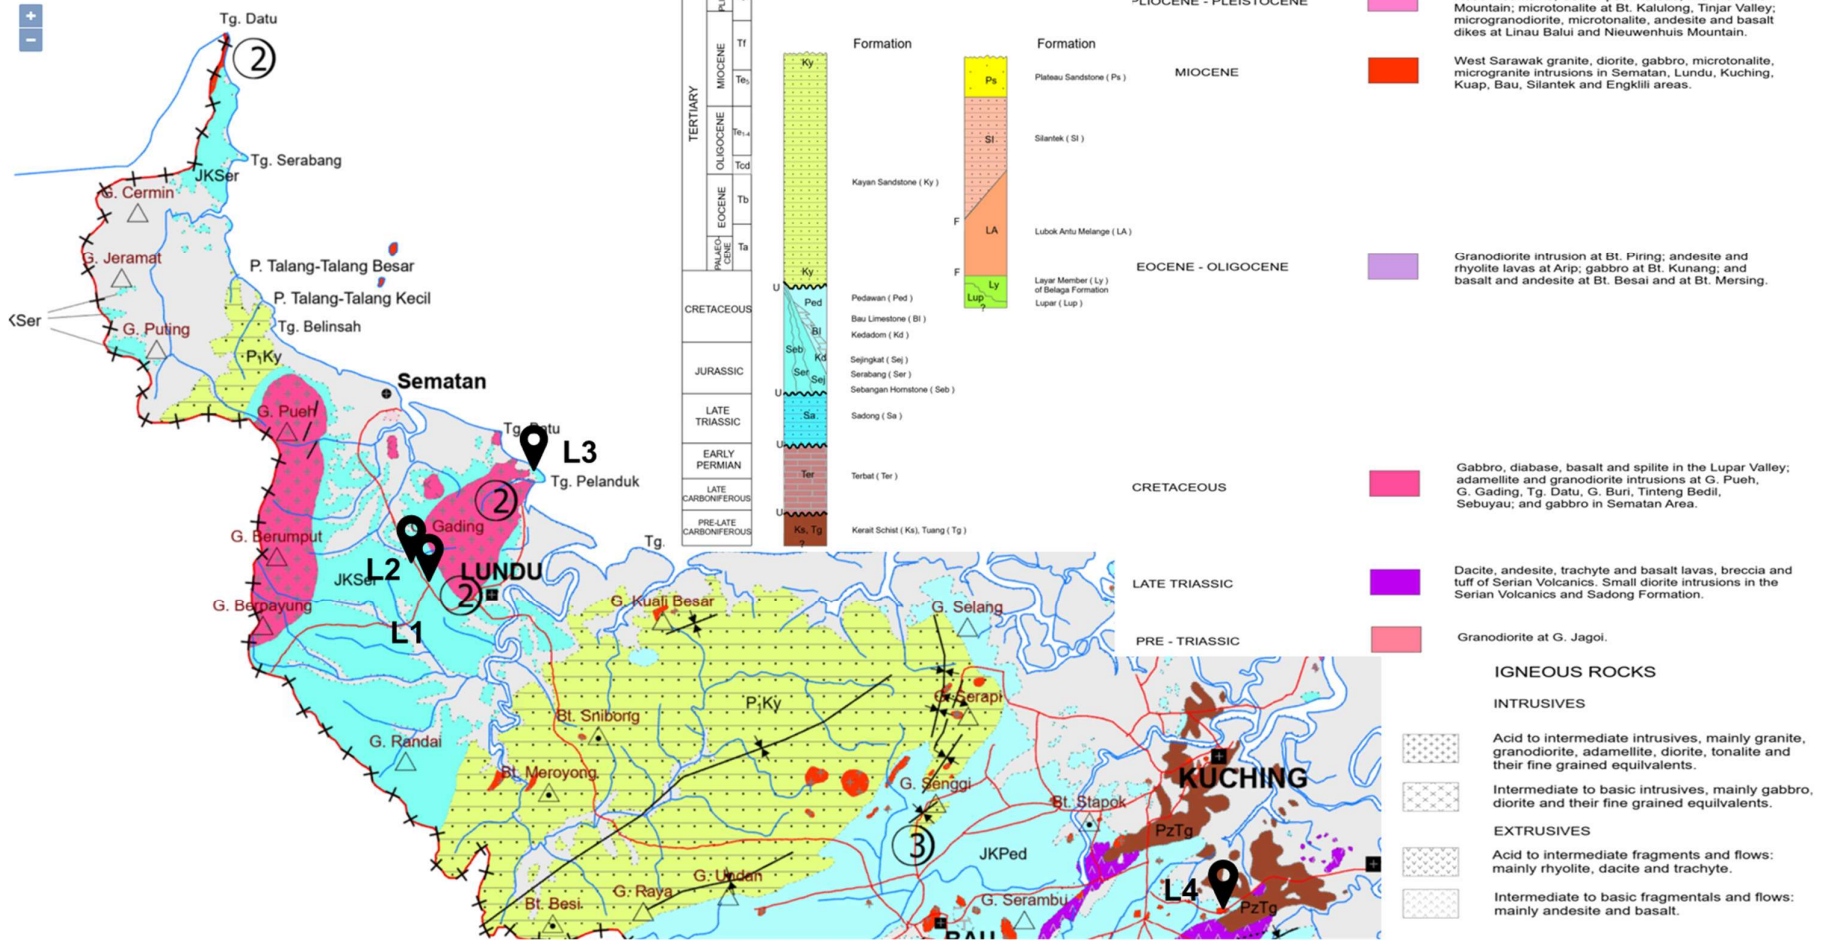 +
−
Tg. Datu
2
Tg. Serabang
JKSer
G. Cermin
G. Jeramat
P. Talang-Talang Besar
P. Talang-Talang Kecil
Tg. Belinsah
G. Puting
P₁Ky
Sematan
G. Pueh
L3
Tg. Pelanduk
2
Gading
G. Berumput
L2
JKSer
LUNDU
2
G. Berpayung
L1
Tg.
G. Kuali Besar
G. Selang
G. Serapi
P₁Ky
Bt. Snibong
G. Randai
Bt. Meroyong
G. Senggi
Bt. Stapok
KUCHING
PzTg
3
JKPed
G. Undan
G. Raya
Bt. Besi
G. Serambu
BAU
L4
PzTg
TERTIARY
MIOCENE
Tf
Te₅
OLIGOCENE
Te₁₋₄
Tcd
EOCENE
Tb
PALAEO-
CENE
Ta
CRETACEOUS
JURASSIC
LATE
TRIASSIC
EARLY
PERMIAN
LATE
CARBONIFEROUS
PRE-LATE
CARBONIFEROUS
Ky
Ky
U
Ped
Bl
Seb
Kd
Ser
Sej
U
Sa
U
Ter
U
Ks, Tg
?
Formation
Kayan Sandstone ( Ky )
Pedawan ( Ped )
Bau Limestone ( Bl )
Kedadom ( Kd )
Sejingkat ( Sej )
Serabang ( Ser )
Sebangan Hornstone ( Seb )
Sadong ( Sa )
Terbat ( Ter )
Kerait Schist ( Ks), Tuang ( Tg )
Ps
SI
F
LA
F
Ly
Lup
?
Formation
Plateau Sandstone ( Ps )
Silantek ( SI )
Lubok Antu Melange ( LA )
Layar Member ( Ly )
of Belaga Formation
Lupar ( Lup )
PLIOCENE - PLEISTOCENE
Mountain; microtonalite at Bt. Kalulong, Tinjar Valley;
microgranodiorite, microtonalite, andesite and basalt
dikes at Linau Balui and Nieuwenhuis Mountain.
MIOCENE
West Sarawak granite, diorite, gabbro, microtonalite,
microgranite intrusions in Sematan, Lundu, Kuching,
Kuap, Bau, Silantek and Engklili areas.
EOCENE - OLIGOCENE
Granodiorite intrusion at Bt. Piring; andesite and
rhyolite lavas at Arip; gabbro at Bt. Kunang; and
basalt and andesite at Bt. Besai and at Bt. Mersing.
CRETACEOUS
Gabbro, diabase, basalt and spilite in the Lupar Valley;
adamellite and granodiorite intrusions at G. Pueh,
G. Gading, Tg. Datu, G. Buri, Tinteng Bedil,
Sebuyau; and gabbro in Sematan Area.
LATE TRIASSIC
Dacite, andesite, trachyte and basalt lavas, breccia and
tuff of Serian Volcanics. Small diorite intrusions in the
Serian Volcanics and Sadong Formation.
PRE - TRIASSIC
Granodiorite at G. Jagoi.
IGNEOUS ROCKS
INTRUSIVES
Acid to intermediate intrusives, mainly granite,
granodiorite, adamellite, diorite, tonalite and
their fine grained equilvalents.
Intermediate to basic intrusives, mainly gabbro,
diorite and their fine grained equilvalents.
EXTRUSIVES
Acid to intermediate fragments and flows:
mainly rhyolite, dacite and trachyte.
Intermediate to basic fragmentals and flows:
mainly andesite and basalt.